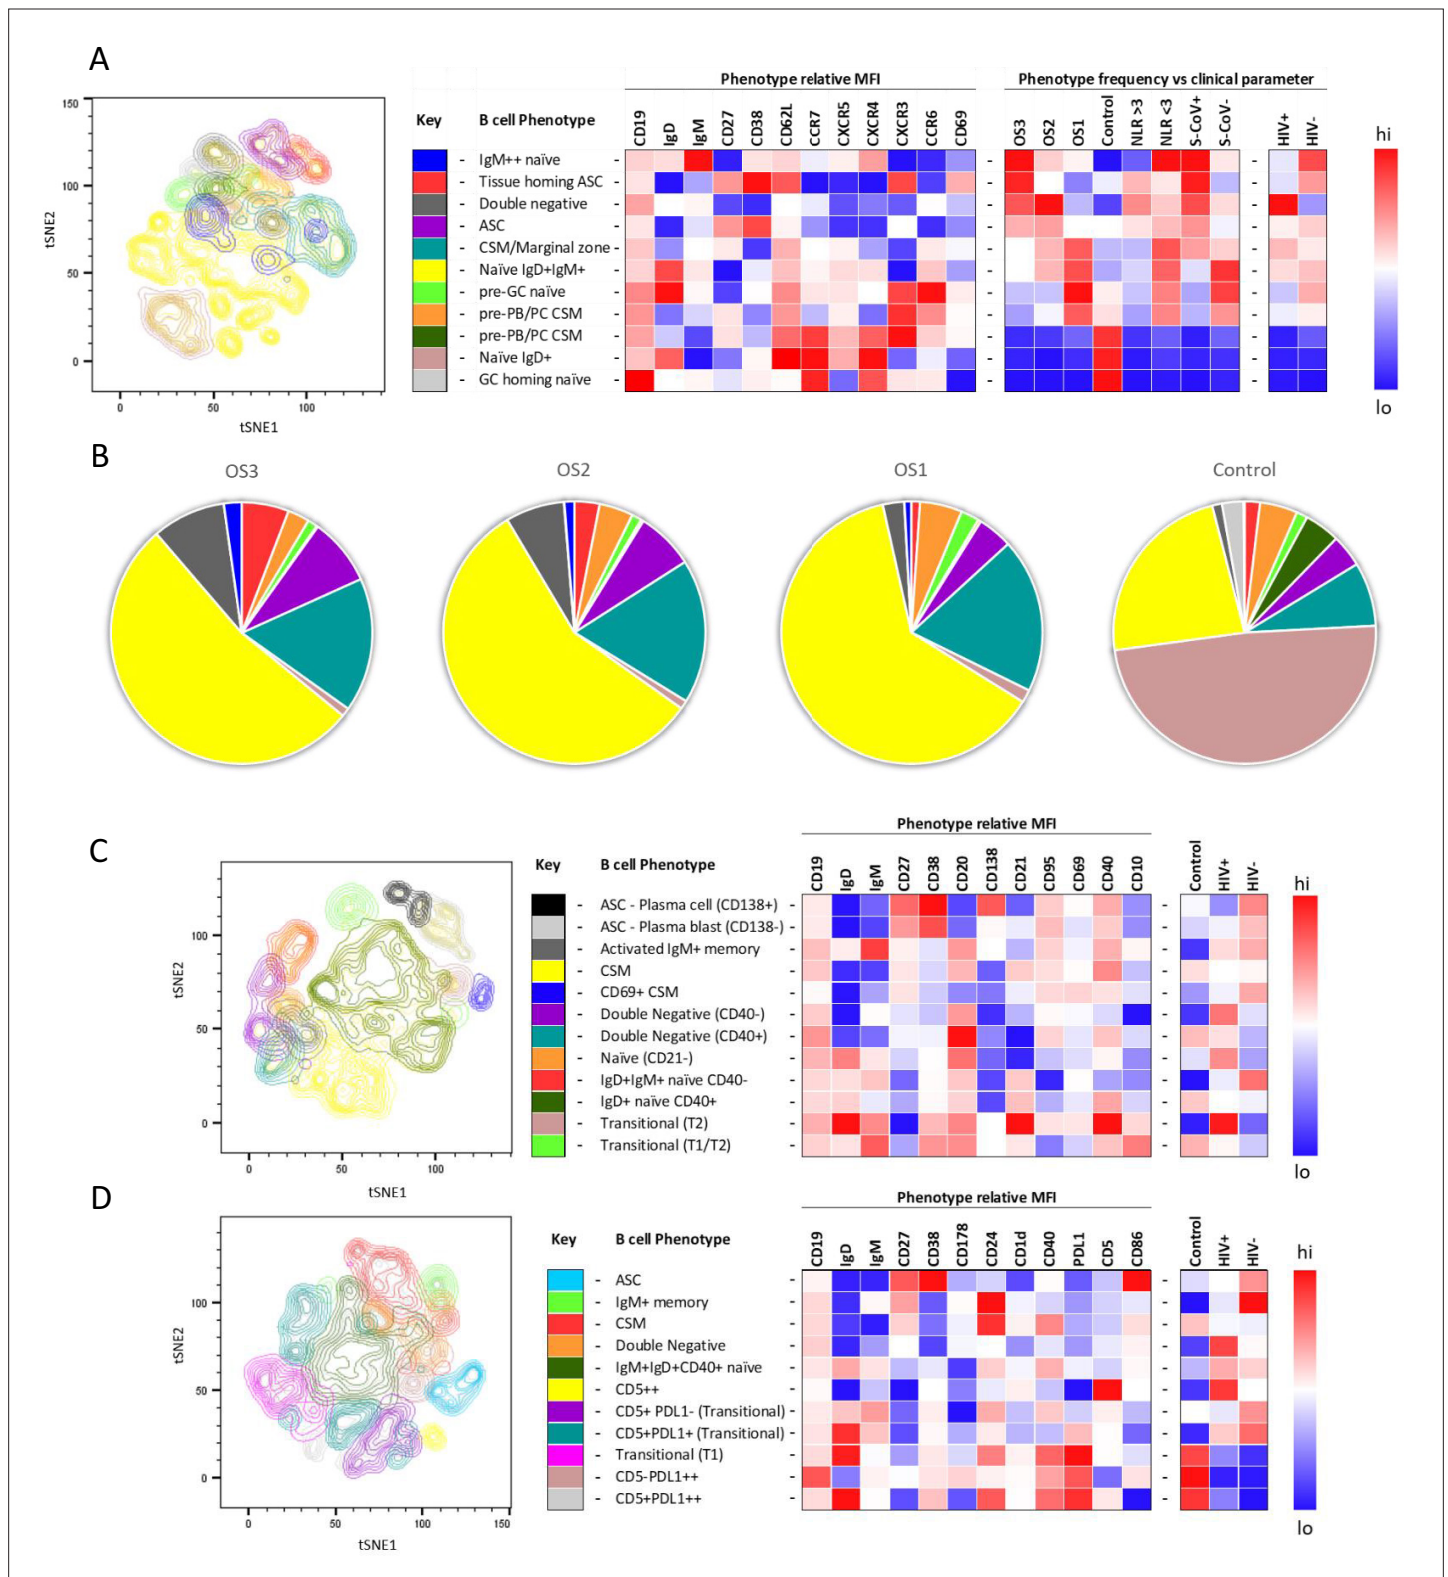 A
Phenotype relative MFI
Phenotype frequency vs clinical parameter
Key
B cell Phenotype
CD19
IgD
IgM
CD27
CD38
CD62L
CCR7
CXCR5
CXCR4
CXCR3
CCR6
CD69
OS3
OS2
OS1
Control
NLR >3
NLR <3
S-CoV+
S-CoV-
HIV+
HIV-
- IgM++ naïve - -
- Tissue homing ASC - -
- Double negative - -
- ASC - -
- CSM/Marginal zone - -
- Naïve IgD+IgM+ - -
- pre-GC naïve - -
- pre-PB/PC CSM - -
- pre-PB/PC CSM - -
- Naïve IgD+ - -
- GC homing naïve - -
hi
lo
150
100
50
0
tSNE2
0 50 100
tSNE1
B
OS3
OS2
OS1
Control
C
Phenotype relative MFI
Key
B cell Phenotype
CD19
IgD
IgM
CD27
CD38
CD20
CD138
CD21
CD95
CD69
CD40
CD10
Control
HIV+
HIV-
- ASC - Plasma cell (CD138+) - -
- ASC - Plasma blast (CD138-) - -
- Activated IgM+ memory - -
- CSM - -
- CD69+ CSM - -
- Double Negative (CD40-) - -
- Double Negative (CD40+) - -
- Naïve (CD21-) - -
- IgD+IgM+ naïve CD40- - -
- IgD+ naïve CD40+ - -
- Transitional (T2) - -
- Transitional (T1/T2) - -
hi
lo
100
50
0
tSNE2
0 50 100
tSNE1
D
Phenotype relative MFI
Key
B cell Phenotype
CD19
IgD
IgM
CD27
CD38
CD178
CD24
CD1d
CD40
PDL1
CD5
CD86
Control
HIV+
HIV-
- ASC - -
- IgM+ memory - -
- CSM - -
- Double Negative - -
- IgM+IgD+CD40+ naïve - -
- CD5++ - -
- CD5+ PDL1- (Transitional) - -
- CD5+PDL1+ (Transitional) - -
- Transitional (T1) - -
- CD5-PDL1++ - -
- CD5+PDL1++ - -
hi
lo
100
50
0
tSNE2
0 50 100 150
tSNE1